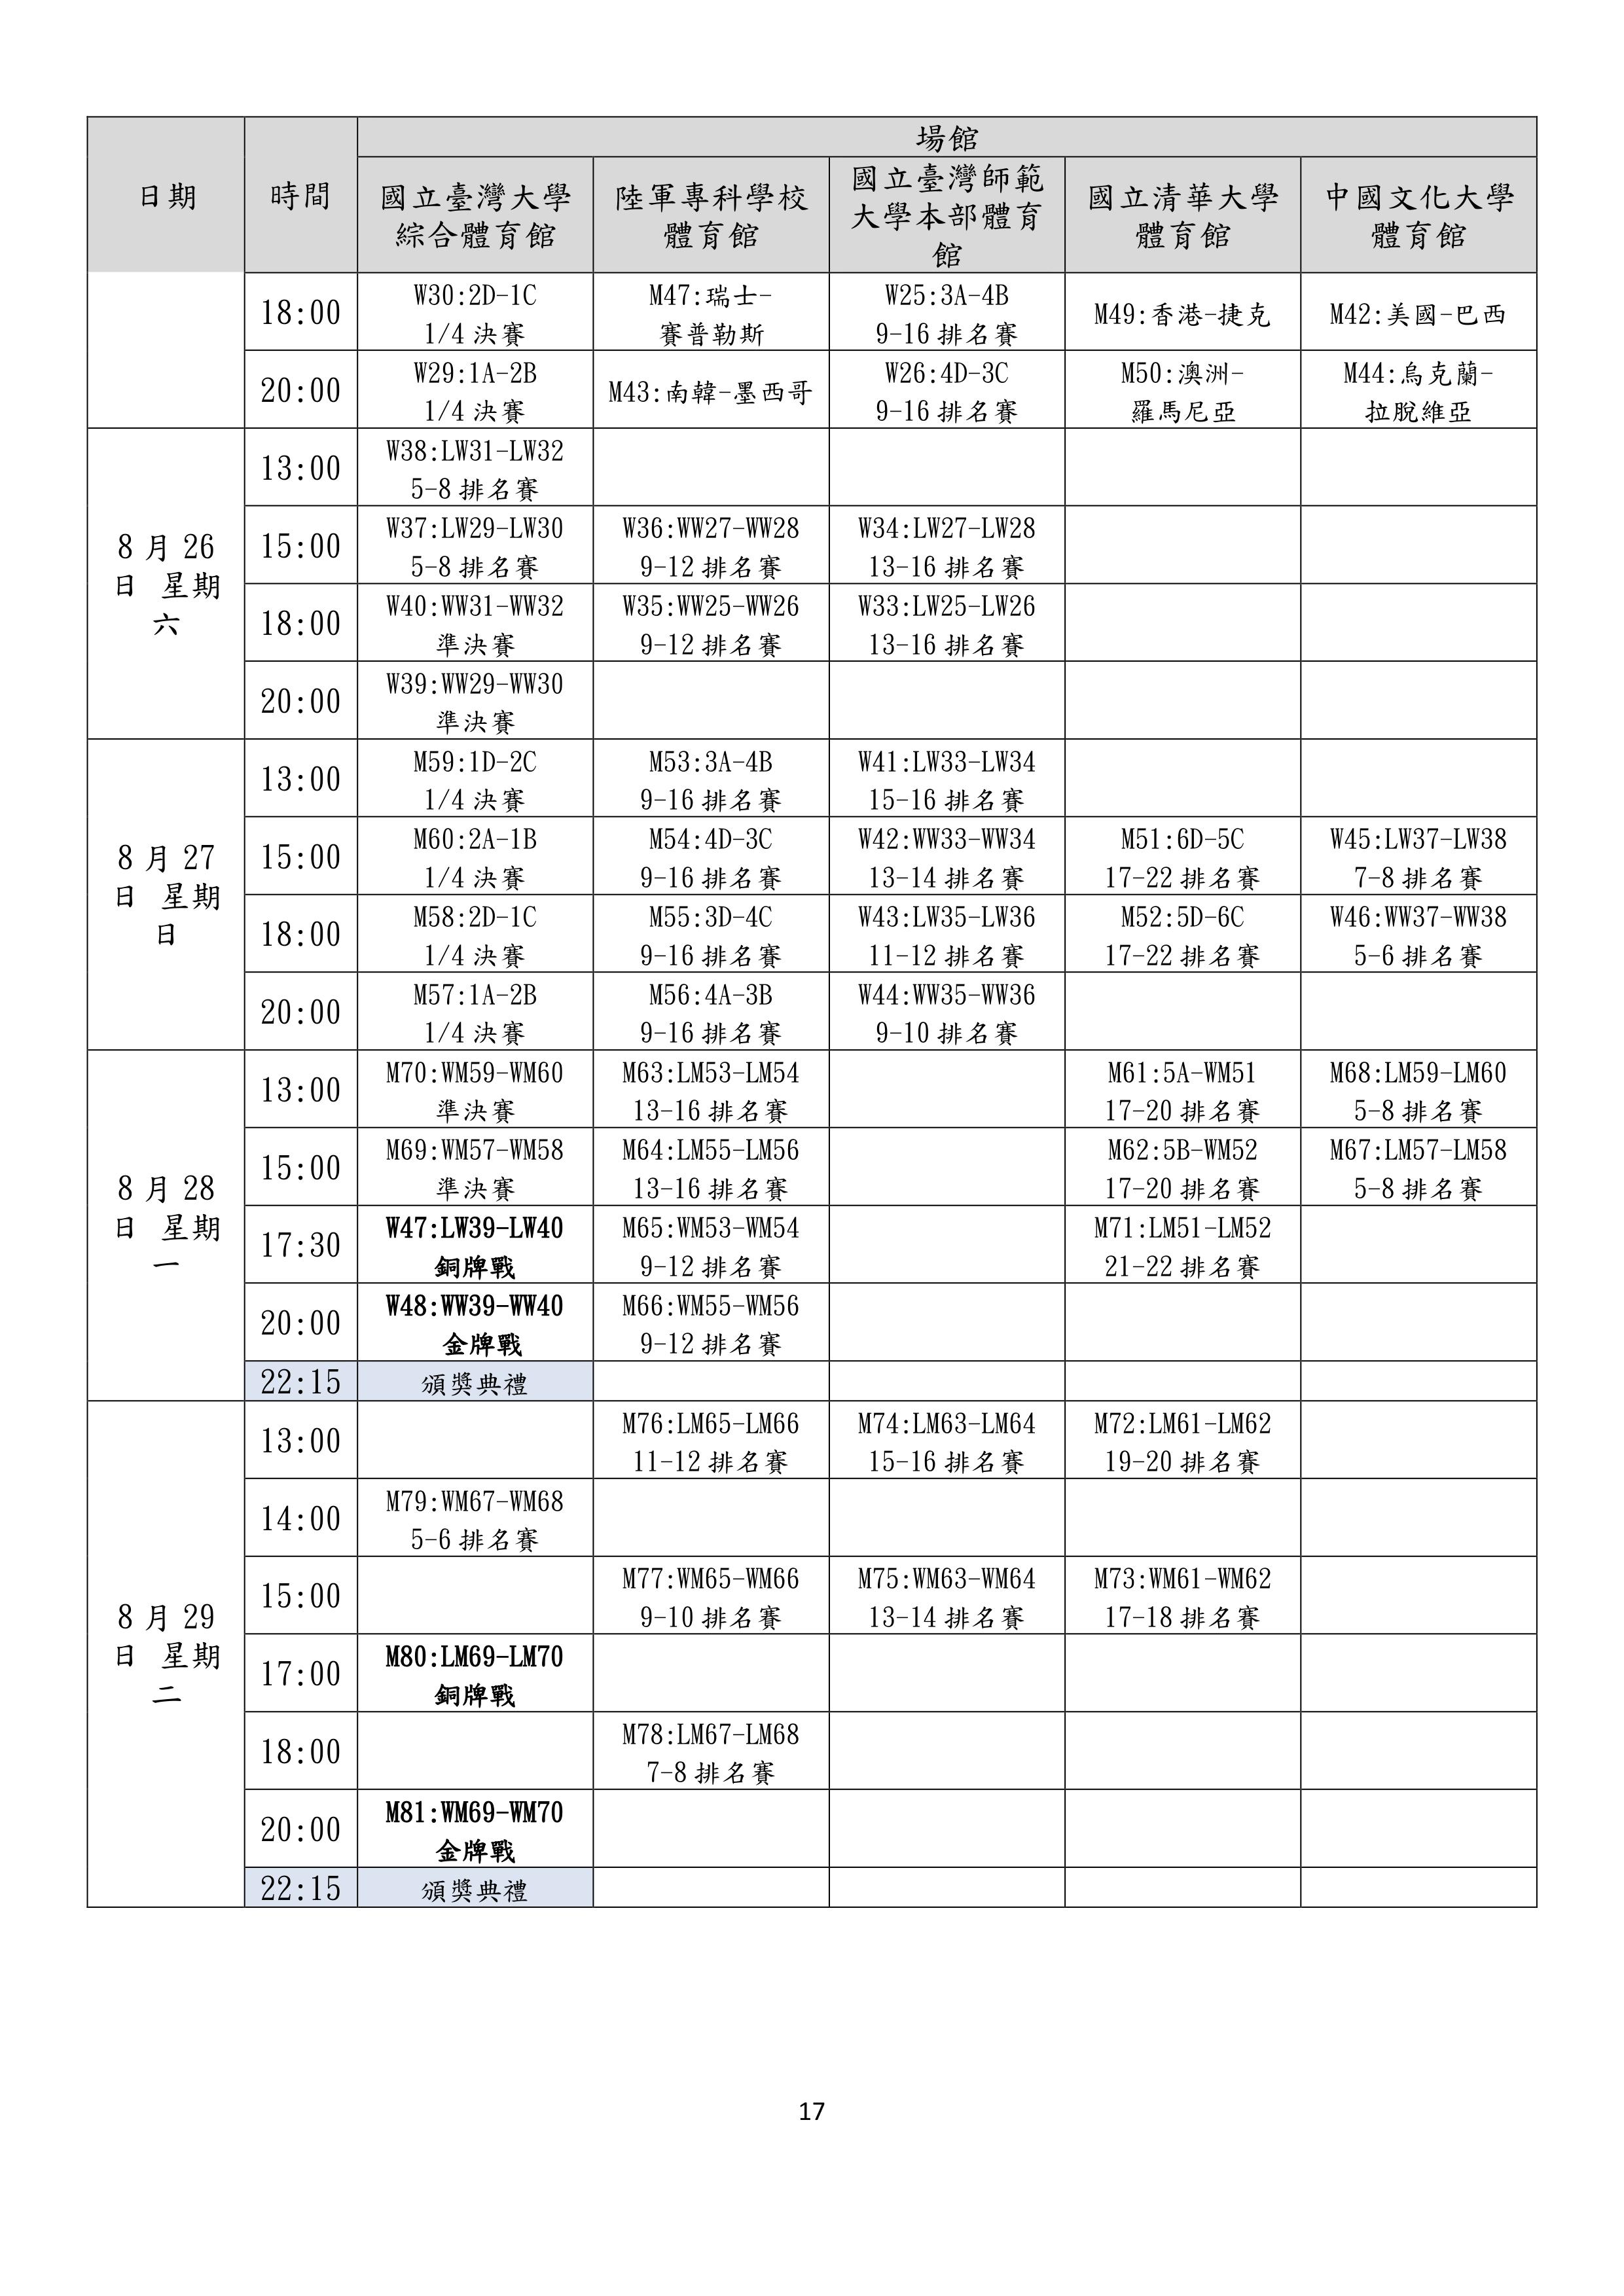 場館
日期
時間
國立臺灣大學
綜合體育館
陸軍專科學校
體育館
國立臺灣師範
大學本部體育
館
國立清華大學
體育館
中國文化大學
體育館
18:00
W30:2D-1C
1/4 決賽
M47:瑞士-
賽普勒斯
W25:3A-4B
9-16 排名賽
M49:香港-捷克
M42:美國-巴西
20:00
W29:1A-2B
1/4 決賽
M43:南韓-墨西哥
W26:4D-3C
9-16 排名賽
M50:澳洲-
羅馬尼亞
M44:烏克蘭-
拉脫維亞
8 月 26
日 星期
六
13:00
W38:LW31-LW32
5-8 排名賽
15:00
W37:LW29-LW30
5-8 排名賽
W36:WW27-WW28
9-12 排名賽
W34:LW27-LW28
13-16 排名賽
18:00
W40:WW31-WW32
準決賽
W35:WW25-WW26
9-12 排名賽
W33:LW25-LW26
13-16 排名賽
20:00
W39:WW29-WW30
準決賽
8 月 27
日 星期
日
13:00
M59:1D-2C
1/4 決賽
M53:3A-4B
9-16 排名賽
W41:LW33-LW34
15-16 排名賽
15:00
M60:2A-1B
1/4 決賽
M54:4D-3C
9-16 排名賽
W42:WW33-WW34
13-14 排名賽
M51:6D-5C
17-22 排名賽
W45:LW37-LW38
7-8 排名賽
18:00
M58:2D-1C
1/4 決賽
M55:3D-4C
9-16 排名賽
W43:LW35-LW36
11-12 排名賽
M52:5D-6C
17-22 排名賽
W46:WW37-WW38
5-6 排名賽
20:00
M57:1A-2B
1/4 決賽
M56:4A-3B
9-16 排名賽
W44:WW35-WW36
9-10 排名賽
8 月 28
日 星期
一
13:00
M70:WM59-WM60
準決賽
M63:LM53-LM54
13-16 排名賽
M61:5A-WM51
17-20 排名賽
M68:LM59-LM60
5-8 排名賽
15:00
M69:WM57-WM58
準決賽
M64:LM55-LM56
13-16 排名賽
M62:5B-WM52
17-20 排名賽
M67:LM57-LM58
5-8 排名賽
17:30
W47:LW39-LW40
銅牌戰
M65:WM53-WM54
9-12 排名賽
M71:LM51-LM52
21-22 排名賽
20:00
W48:WW39-WW40
金牌戰
M66:WM55-WM56
9-12 排名賽
22:15
頒獎典禮
8 月 29
日 星期
二
13:00
M76:LM65-LM66
11-12 排名賽
M74:LM63-LM64
15-16 排名賽
M72:LM61-LM62
19-20 排名賽
14:00
M79:WM67-WM68
5-6 排名賽
15:00
M77:WM65-WM66
9-10 排名賽
M75:WM63-WM64
13-14 排名賽
M73:WM61-WM62
17-18 排名賽
17:00
M80:LM69-LM70
銅牌戰
18:00
M78:LM67-LM68
7-8 排名賽
20:00
M81:WM69-WM70
金牌戰
22:15
頒獎典禮
17